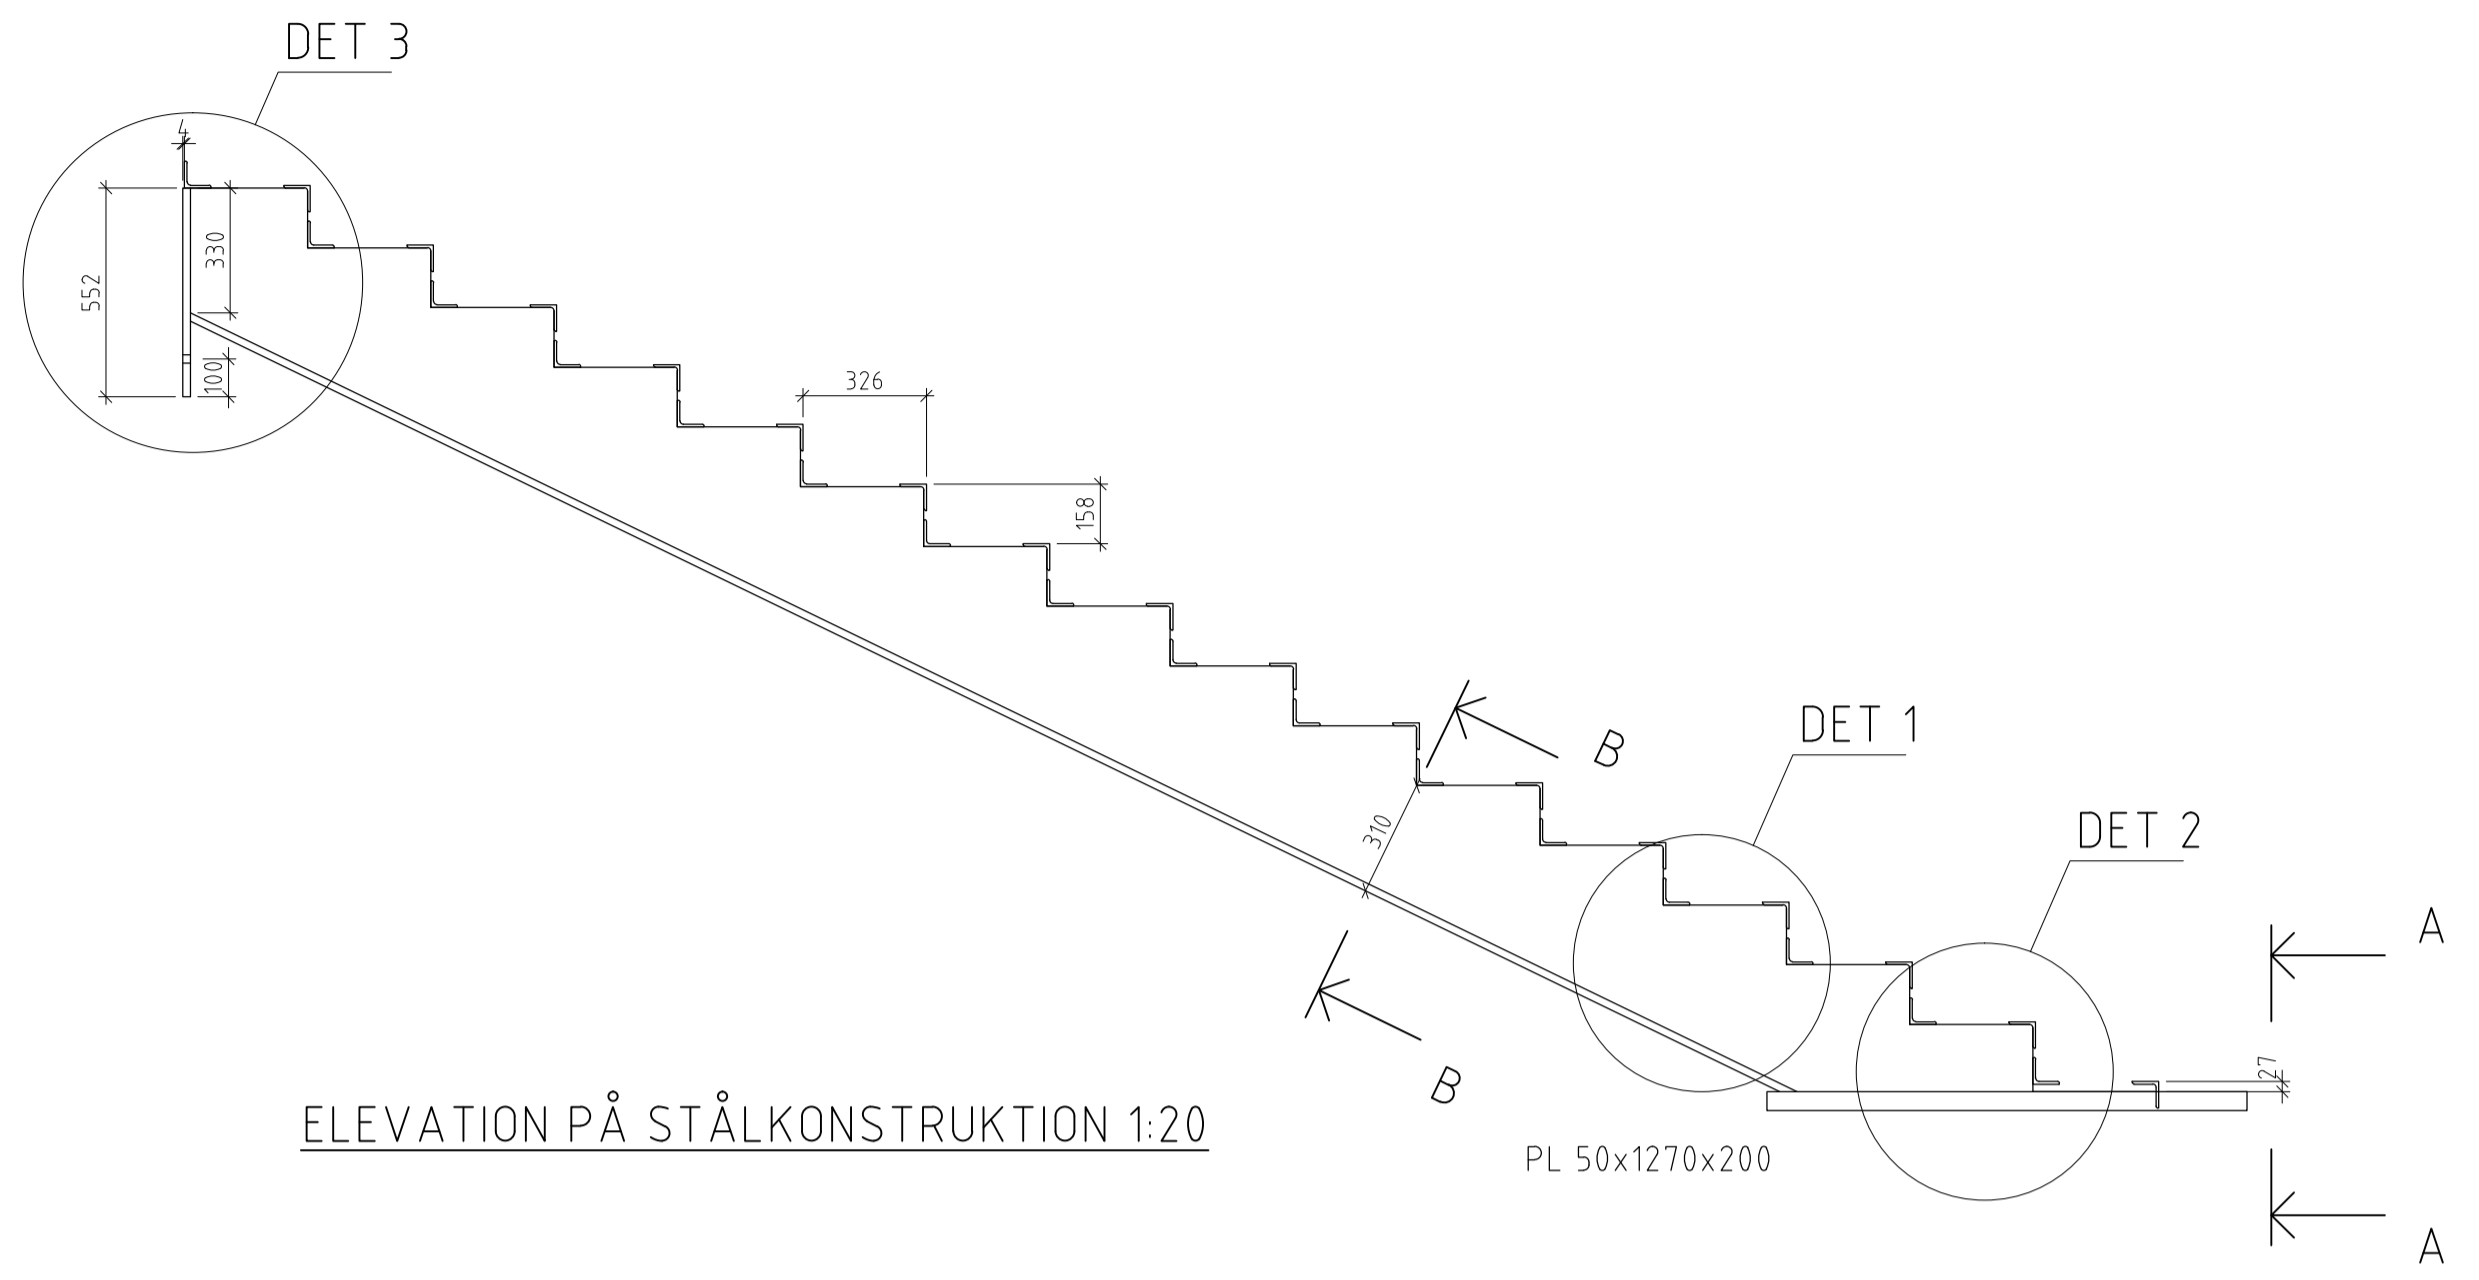 DET 3
4
330
552
100
326
158
B
DET 1
310
DET 2
A
27
B
ELEVATION PÅ STÅLKONSTRUKTION 1:20
PL 50x1270x200
A